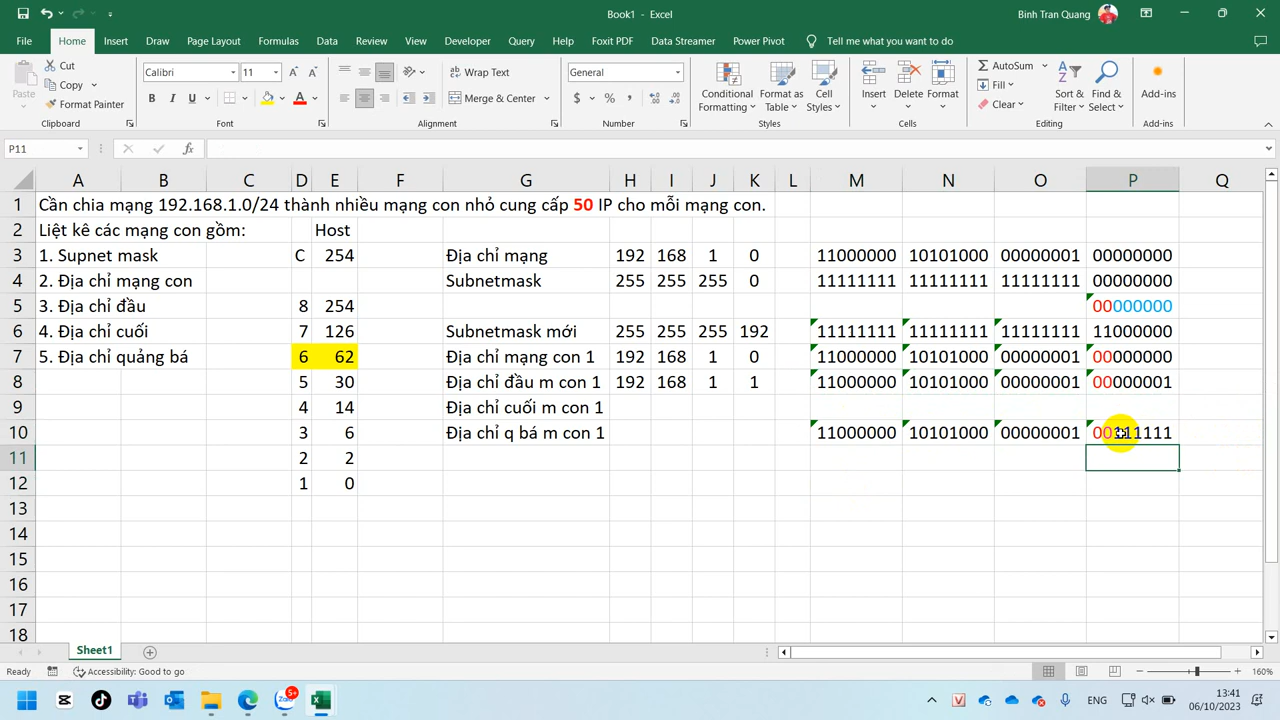 Book1 - Excel
Binh Tran Quang
File Home Insert Draw Page Layout Formulas Data Review View Developer Query Help Foxit PDF Data Streamer Power Pivot Tell me what you want to do
Paste
Cut
Copy
Format Painter
Clipboard
Calibri 11
B I U A
Font
Wrap Text
Merge & Center
Alignment
General
$ % ,
Number
Conditional Formatting
Format as Table
Cell Styles
Styles
Insert
Delete
Format
Cells
AutoSum
Fill
Clear
Sort & Filter
Find & Select
Editing
Add-ins
Add-ins
P11 fx
A B C D E F G H I J K L M N O P Q
1 Cần chia mạng 192.168.1.0/24 thành nhiều mạng con nhỏ cung cấp 50 IP cho mỗi mạng con.
2 Liệt kê các mạng con gồm: Host
3 1. Supnet mask C 254 Địa chỉ mạng 192 168 1 0 11000000 10101000 00000001 00000000
4 2. Địa chỉ mạng con Subnetmask 255 255 255 0 11111111 11111111 11111111 00000000
5 3. Địa chỉ đầu 8 254 00000000
6 4. Địa chỉ cuối 7 126 Subnetmask mới 255 255 255 192 11111111 11111111 11111111 11000000
7 5. Địa chỉ quảng bá 6 62 Địa chỉ mạng con 1 192 168 1 0 11000000 10101000 00000001 00000000
8 5 30 Địa chỉ đầu m con 1 192 168 1 1 11000000 10101000 00000001 00000001
9 4 14 Địa chỉ cuối m con 1
10 3 6 Địa chỉ q bá m con 1 11000000 10101000 00000001 00111111
11 2 2
12 1 0
13
14
15
16
17
18
Sheet1
Ready Accessibility: Good to go 160%
5+
ENG
13:41
06/10/2023